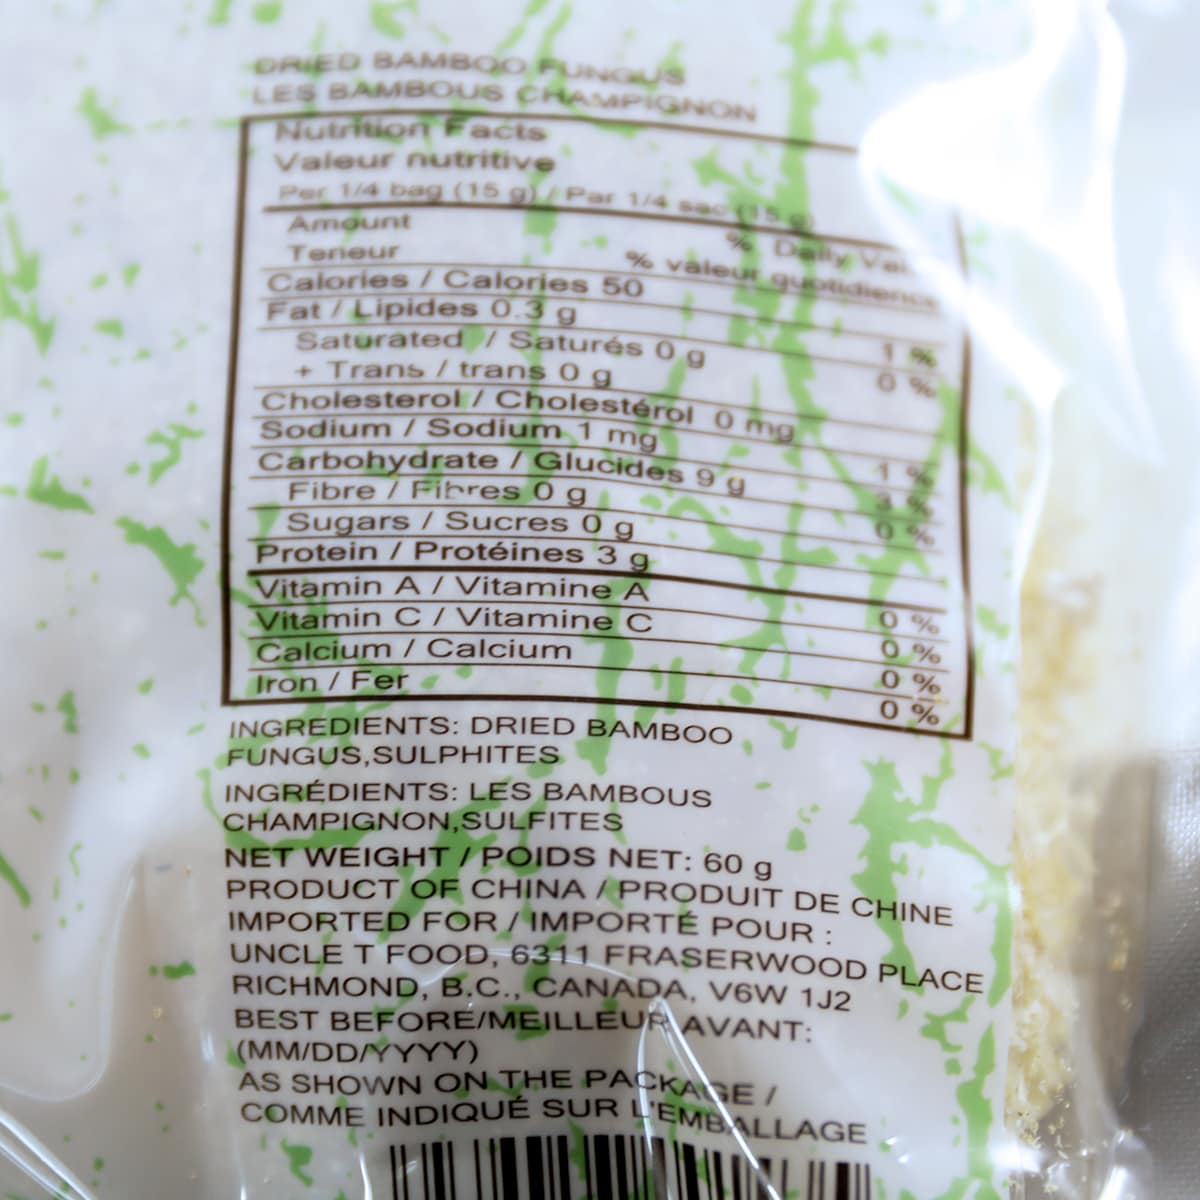 DRIED BAMBOO FUNGUS
LES BAMBOUS CHAMPIGNON
Nutrition Facts
Valeur nutritive
Per 1/4 bag (15 g) / Par 1/4 sac (15 g)
Amount % Daily
Teneur % valeur quotidienne
Calories / Calories 50
Fat / Lipides 0.3 g 1 %
Saturated / Saturés 0 g 0 %
+ Trans / trans 0 g
Cholesterol / Cholestérol 0 mg
Sodium / Sodium 1 mg 1 %
Carbohydrate / Glucides 9 g 3 %
Fibre / Fibres 0 g 0 %
Sugars / Sucres 0 g
Protein / Protéines 3 g
Vitamin A / Vitamine A 0 %
Vitamin C / Vitamine C 0 %
Calcium / Calcium 0 %
Iron / Fer 0 %
INGREDIENTS: DRIED BAMBOO
FUNGUS,SULPHITES
INGRÉDIENTS: LES BAMBOUS
CHAMPIGNON,SULFITES
NET WEIGHT / POIDS NET: 60 g
PRODUCT OF CHINA / PRODUIT DE CHINE
IMPORTED FOR / IMPORTÉ POUR :
UNCLE T FOOD, 6311 FRASERWOOD PLACE
RICHMOND, B.C., CANADA, V6W 1J2
BEST BEFORE/MEILLEUR AVANT:
(MM/DD/YYYY)
AS SHOWN ON THE PACKAGE /
COMME INDIQUÉ SUR L'EMBALLAGE